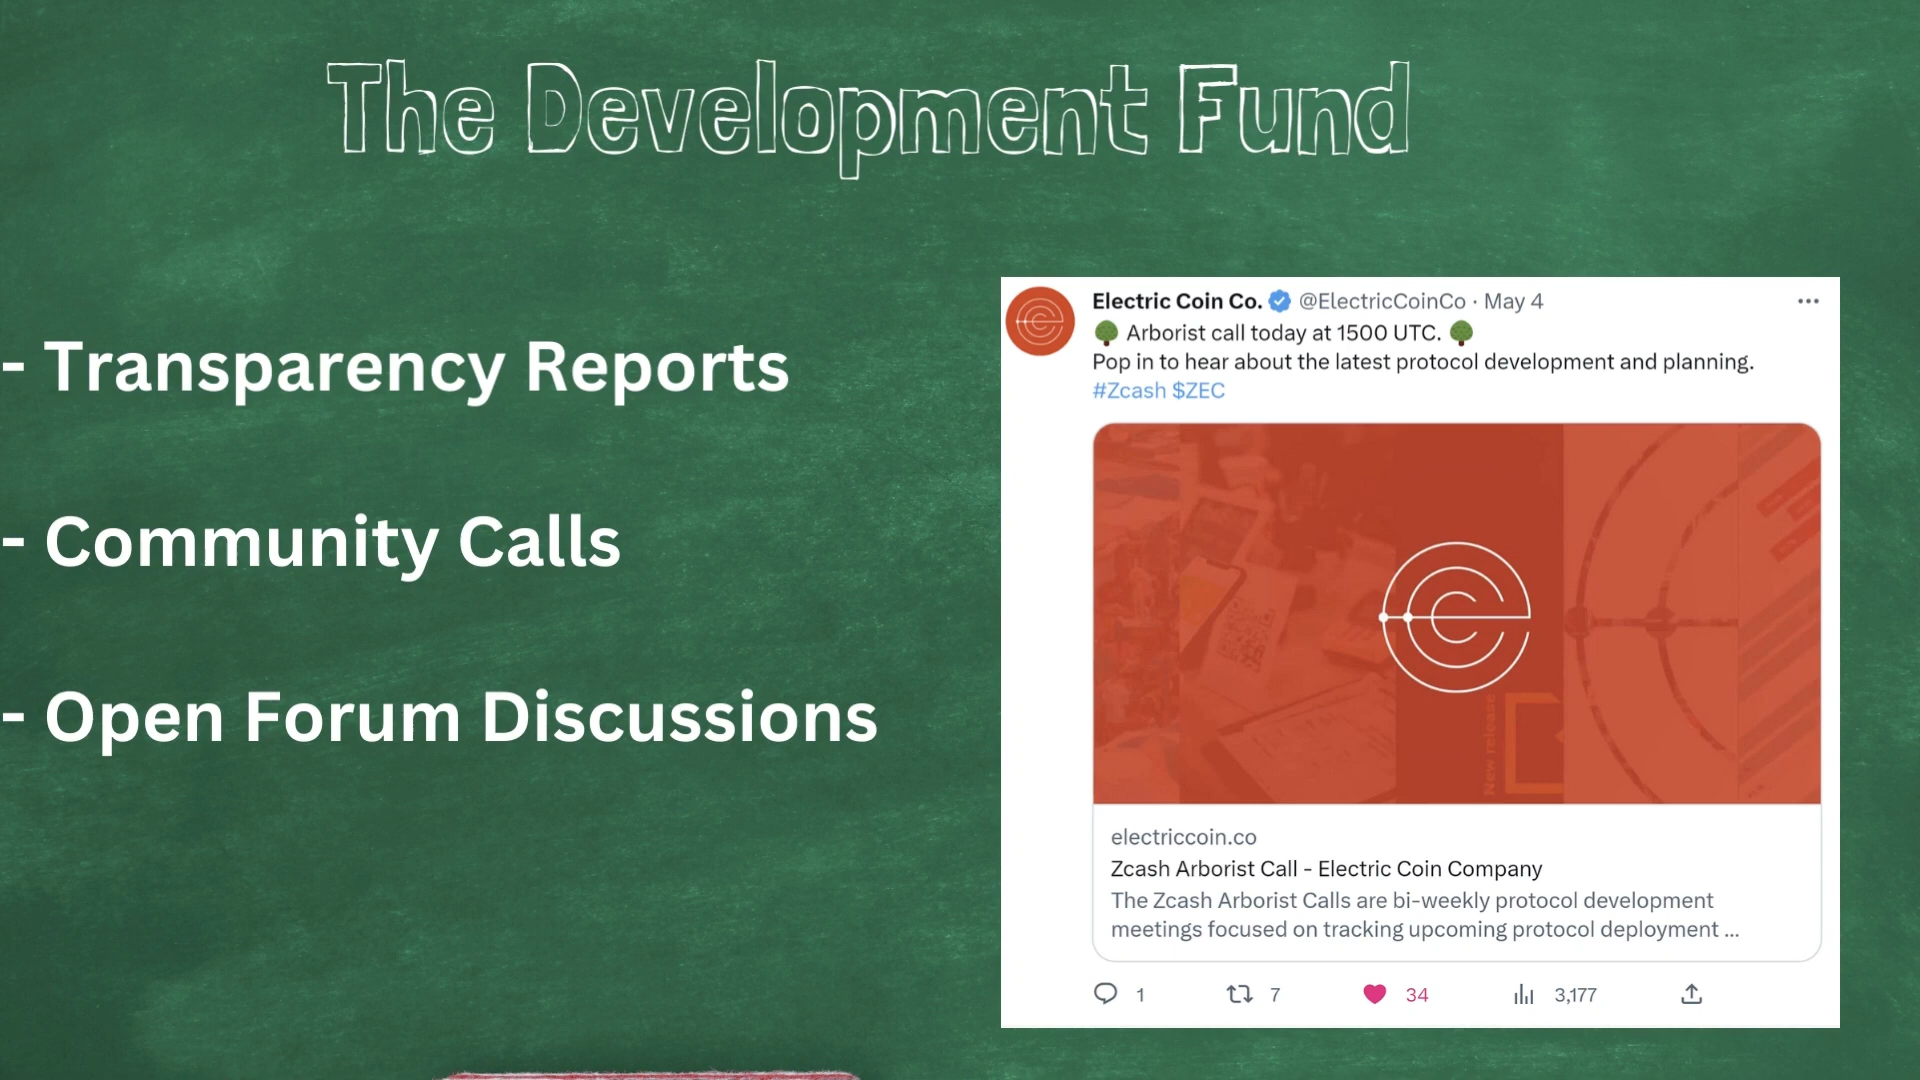 The Development Fund
- Transparency Reports
- Community Calls
- Open Forum Discussions
Electric Coin Co. @ElectricCoinCo · May 4
🌳 Arborist call today at 1500 UTC. 🌳
Pop in to hear about the latest protocol development and planning.
#Zcash $ZEC
New release
electriccoin.co
Zcash Arborist Call - Electric Coin Company
The Zcash Arborist Calls are bi-weekly protocol development
meetings focused on tracking upcoming protocol deployment ...
1 7 34 3,177